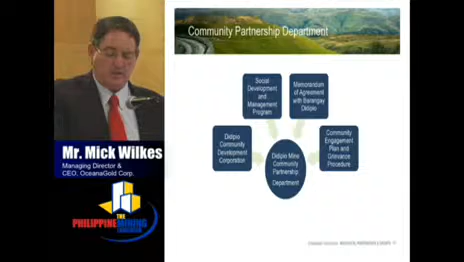 Community Partnership Department
Social
Development
and
Management
Program
Memorandum
of
Agreement
with Barangay
Didipio
Didipio
Community
Development
Corporation
Community
Engagement
Plan and
Grievance
Procedure
Didipio Mine
Community
Partnership
Department
Mr. Mick Wilkes
Managing Director &
CEO, OceanaGold Corp.
THE
PHILIPPINE MINING